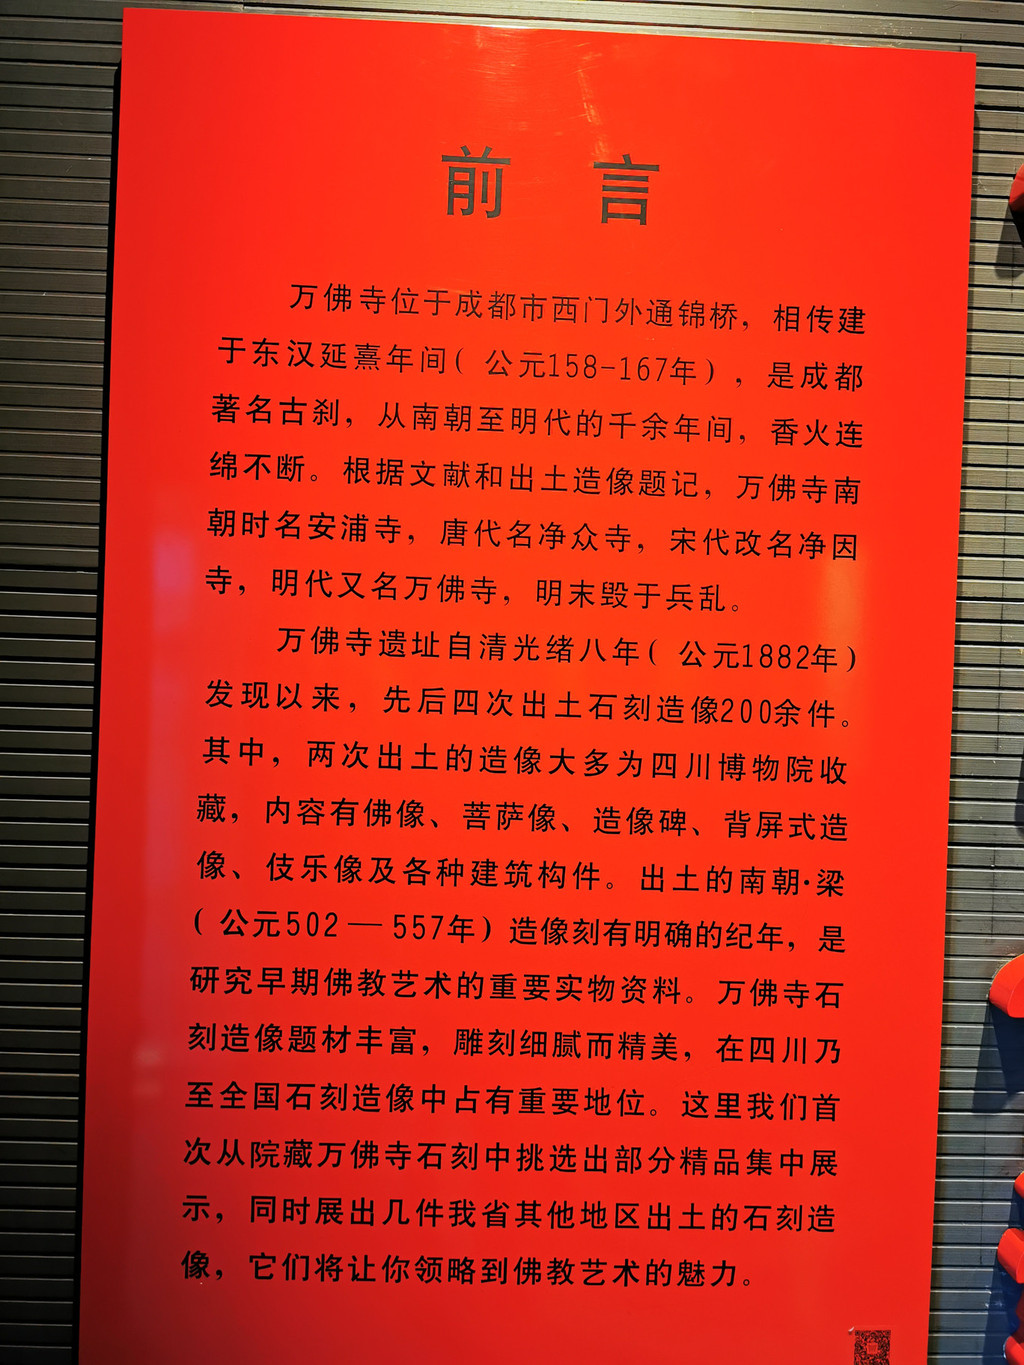 前 言
万佛寺位于成都市西门外通锦桥，相传建
于东汉延熹年间（公元158-167年），是成都
著名古刹，从南朝至明代的千余年间，香火连
绵不断。根据文献和出土造像题记，万佛寺南
朝时名安浦寺，唐代名净众寺，宋代改名净因
寺，明代又名万佛寺，明末毁于兵乱。
万佛寺遗址自清光绪八年（公元1882年）
发现以来，先后四次出土石刻造像200余件。
其中，两次出土的造像大多为四川博物院收
藏，内容有佛像、菩萨像、造像碑、背屏式造
像、伎乐像及各种建筑构件。出土的南朝·梁
（公元502—557年）造像刻有明确的纪年，是
研究早期佛教艺术的重要实物资料。万佛寺石
刻造像题材丰富，雕刻细腻而精美，在四川乃
至全国石刻造像中占有重要地位。这里我们首
次从院藏万佛寺石刻中挑选出部分精品集中展
示，同时展出几件我省其他地区出土的石刻造
像，它们将让你领略到佛教艺术的魅力。